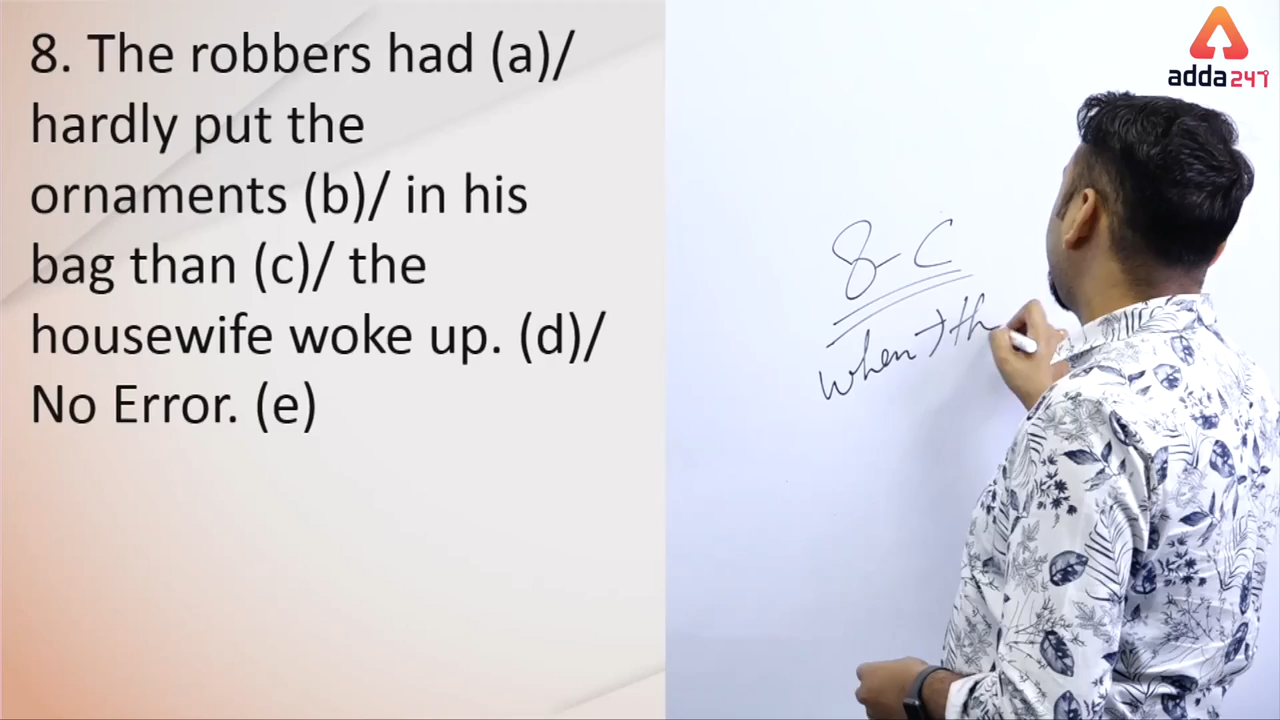 8. The robbers had (a)/
hardly put the
ornaments (b)/ in his
bag than (c)/ the
housewife woke up. (d)/
No Error. (e)
adda247
8- C
when → th